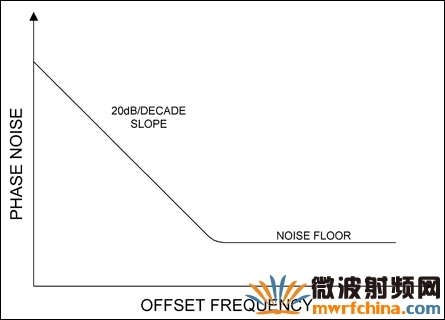 PHASE NOISE
20dB/DECADE
SLOPE
NOISE FLOOR
OFFSET FREQUENCY
微波射频网
mwrfchina.com